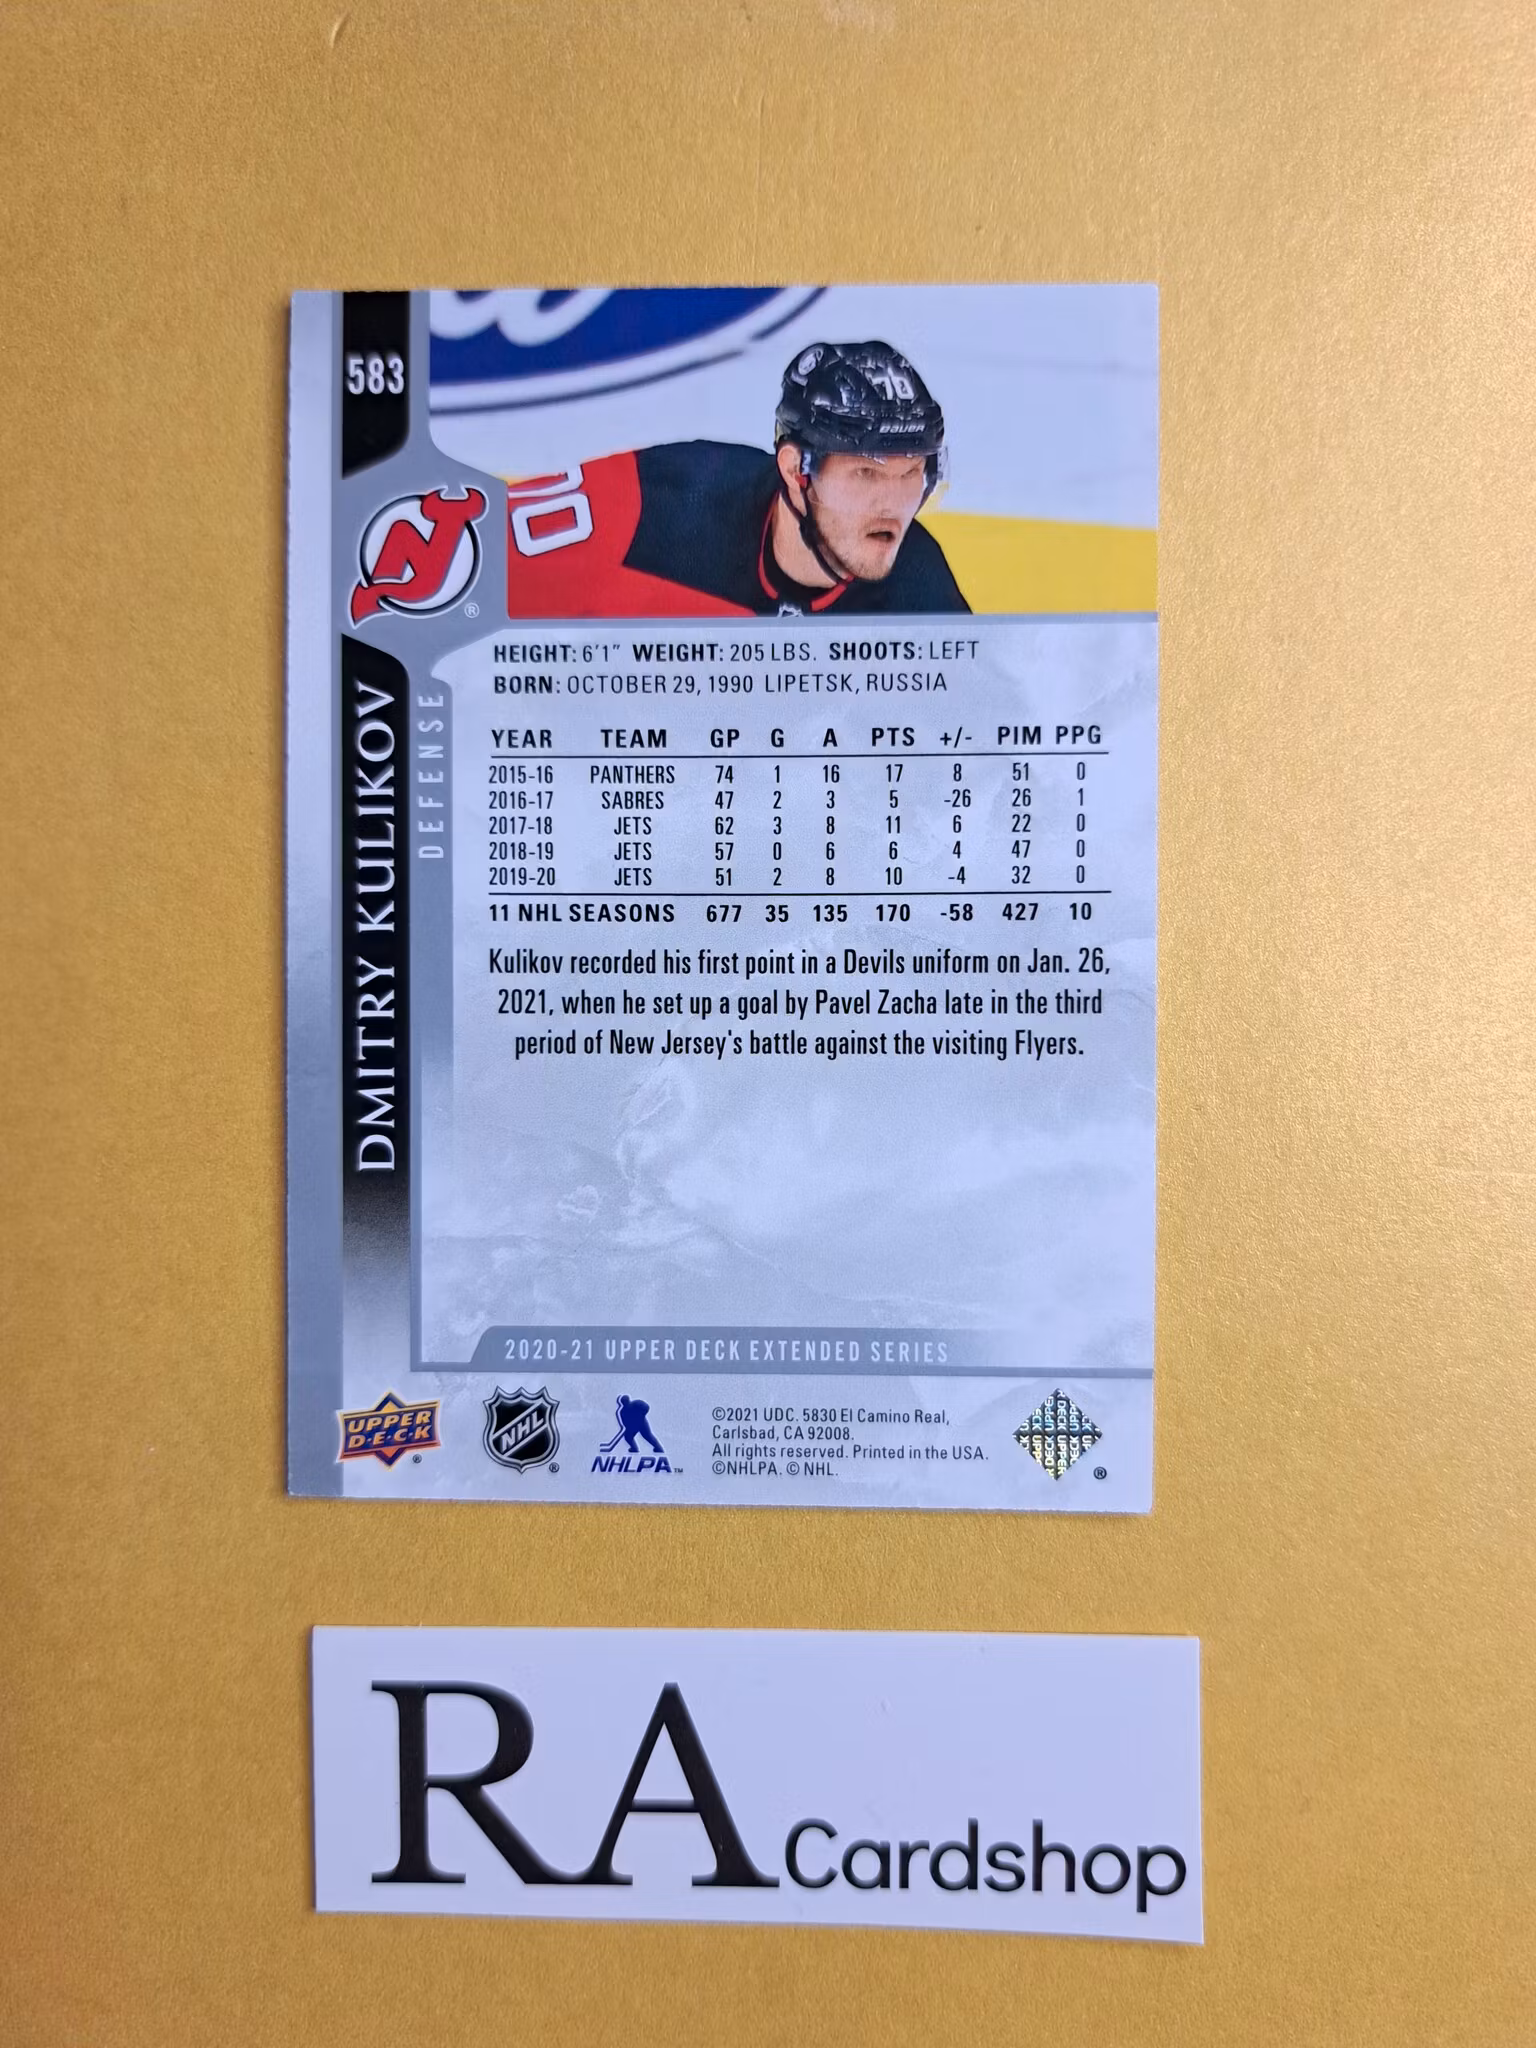 583
70
BAUER
70
DMITRY KULIKOV
DEFENSE
HEIGHT: 6'1" WEIGHT: 205 LBS. SHOOTS: LEFT
BORN: OCTOBER 29, 1990 LIPETSK, RUSSIA
YEAR TEAM GP G A PTS +/- PIM PPG
2015-16 PANTHERS 74 1 16 17 8 51 0
2016-17 SABRES 47 2 3 5 -26 26 1
2017-18 JETS 62 3 8 11 6 22 0
2018-19 JETS 57 0 6 6 4 47 0
2019-20 JETS 51 2 8 10 -4 32 0
11 NHL SEASONS 677 35 135 170 -58 427 10
Kulikov recorded his first point in a Devils uniform on Jan. 26,
2021, when he set up a goal by Pavel Zacha late in the third
period of New Jersey's battle against the visiting Flyers.
2020-21 UPPER DECK EXTENDED SERIES
UPPER
DECK
®
NHL
®
NHLPA™
©2021 UDC. 5830 El Camino Real,
Carlsbad, CA 92008.
All rights reserved. Printed in the USA.
©NHLPA. © NHL.
®
RA Cardshop